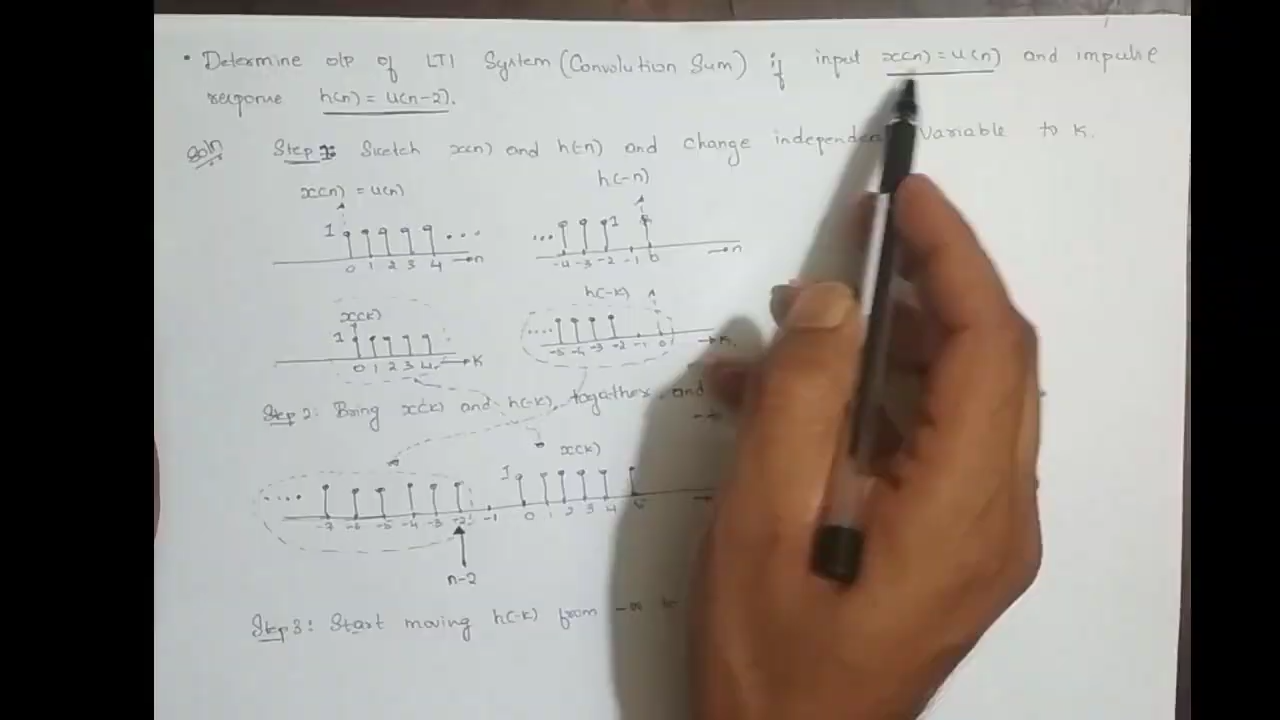 • Determine o/p of LTI System (Convolution Sum) if input x(n) = u(n) and impulse
response h(n) = u(n-2).
Soln Step 1: Sketch x(n) and h(-n) and change independen Variable to K.
x(n) = u(n)
h(-n)
1 0 1 2 3 4 ... →n
... -4 -3 -2 1 -1 0 →n
x(k)
h(-k)
1 0 1 2 3 4 →K
.... -5 -4 -3 -2 -1 0 →K.
Step 2: Bring x(k) and h(-k) together and
x(k)
.... -7 -6 -5 -4 -3 -2 -1 1 0 1 2 3 4 5
n-2
Step 3: Start moving h(-k) from -∞